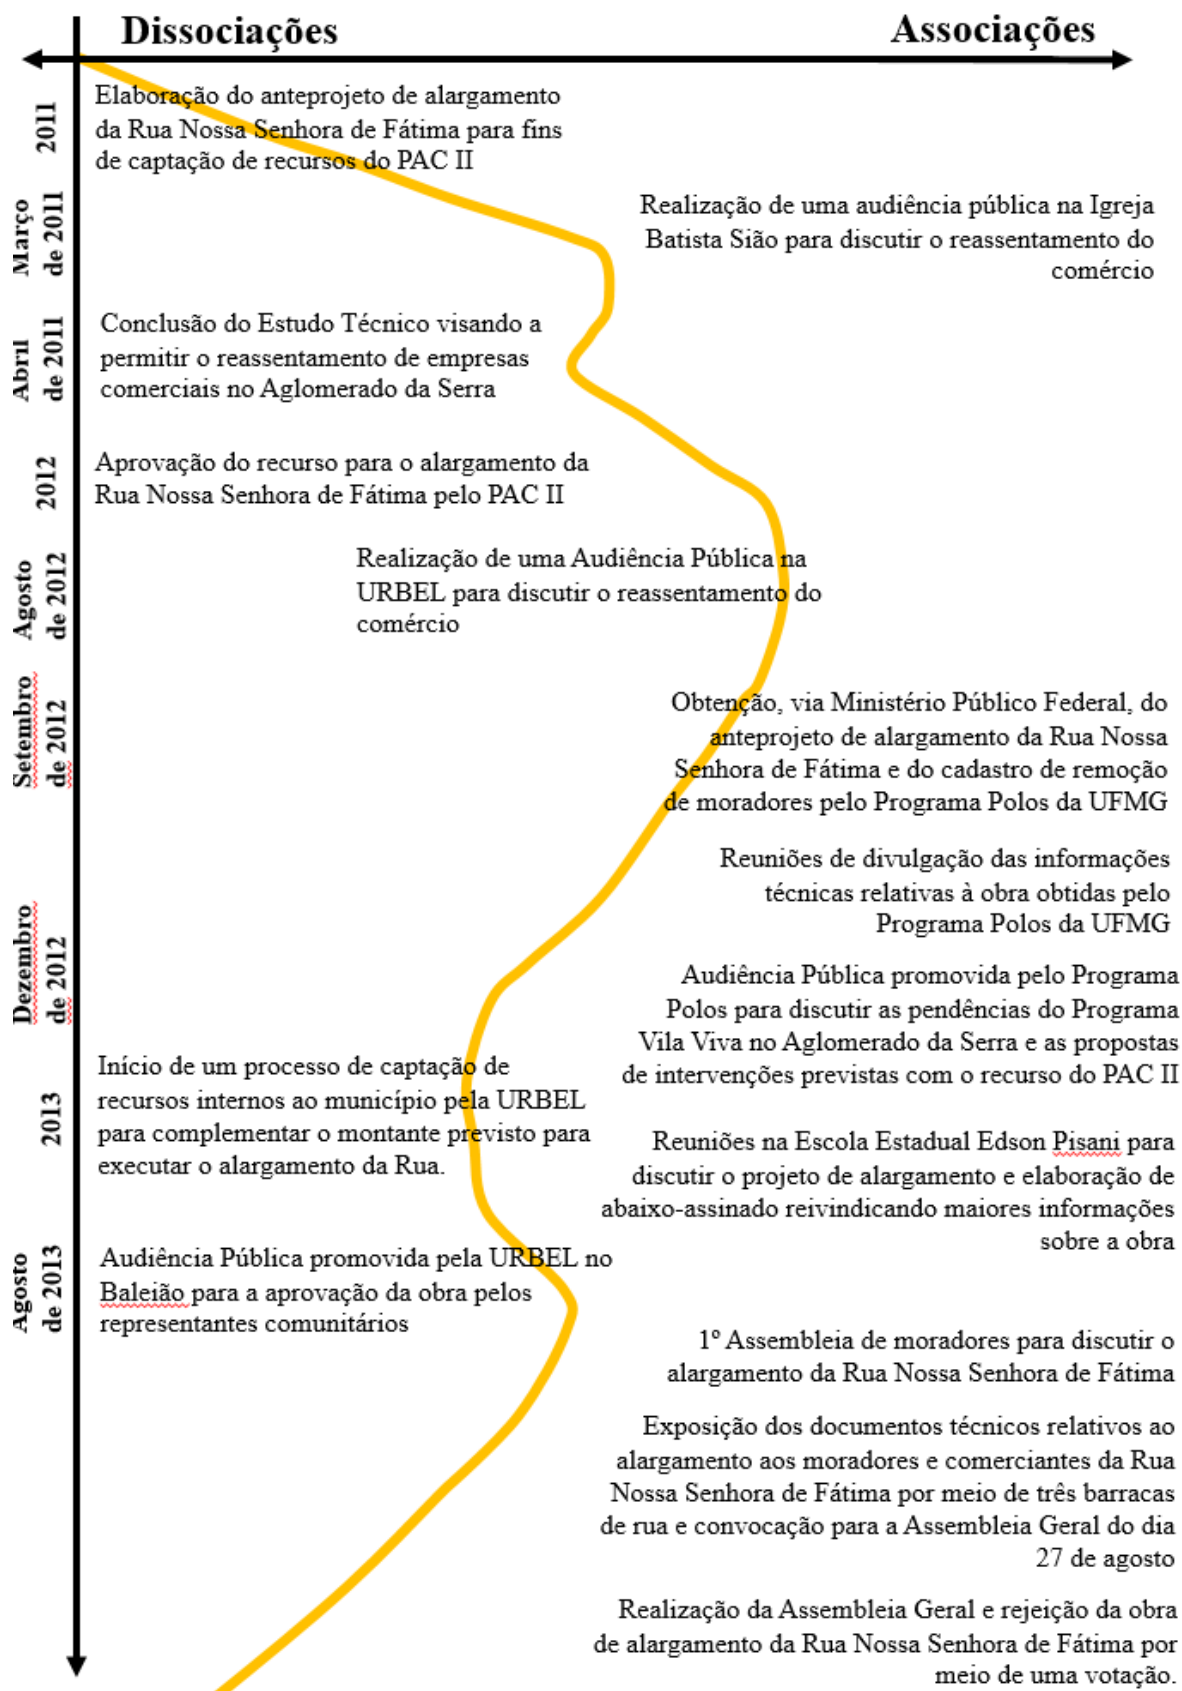 Dissociações
Associações
2011
Elaboração do anteprojeto de alargamento
da Rua Nossa Senhora de Fátima para fins
de captação de recursos do PAC II
Março
de 2011
Realização de uma audiência pública na Igreja
Batista Sião para discutir o reassentamento do
comércio
Abril
de 2011
Conclusão do Estudo Técnico visando a
permitir o reassentamento de empresas
comerciais no Aglomerado da Serra
2012
Aprovação do recurso para o alargamento da
Rua Nossa Senhora de Fátima pelo PAC II
Agosto
de 2012
Realização de uma Audiência Pública na
URBEL para discutir o reassentamento do
comércio
Setembro
de 2012
Obtenção, via Ministério Público Federal, do
anteprojeto de alargamento da Rua Nossa
Senhora de Fátima e do cadastro de remoção
de moradores pelo Programa Polos da UFMG
Reuniões de divulgação das informações
técnicas relativas à obra obtidas pelo
Programa Polos da UFMG
Dezembro
de 2012
Audiência Pública promovida pelo Programa
Polos para discutir as pendências do Programa
Vila Viva no Aglomerado da Serra e as propostas
de intervenções previstas com o recurso do PAC II
2013
Início de um processo de captação de
recursos internos ao município pela URBEL
para complementar o montante previsto para
executar o alargamento da Rua.
Reuniões na Escola Estadual Edson Pisani para
discutir o projeto de alargamento e elaboração de
abaixo-assinado reivindicando maiores informações
sobre a obra
Agosto
de 2013
Audiência Pública promovida pela URBEL no
Baleião para a aprovação da obra pelos
representantes comunitários
1º Assembleia de moradores para discutir o
alargamento da Rua Nossa Senhora de Fátima
Exposição dos documentos técnicos relativos ao
alargamento aos moradores e comerciantes da Rua
Nossa Senhora de Fátima por meio de três barracas
de rua e convocação para a Assembleia Geral do dia
27 de agosto
Realização da Assembleia Geral e rejeição da obra
de alargamento da Rua Nossa Senhora de Fátima por
meio de uma votação.